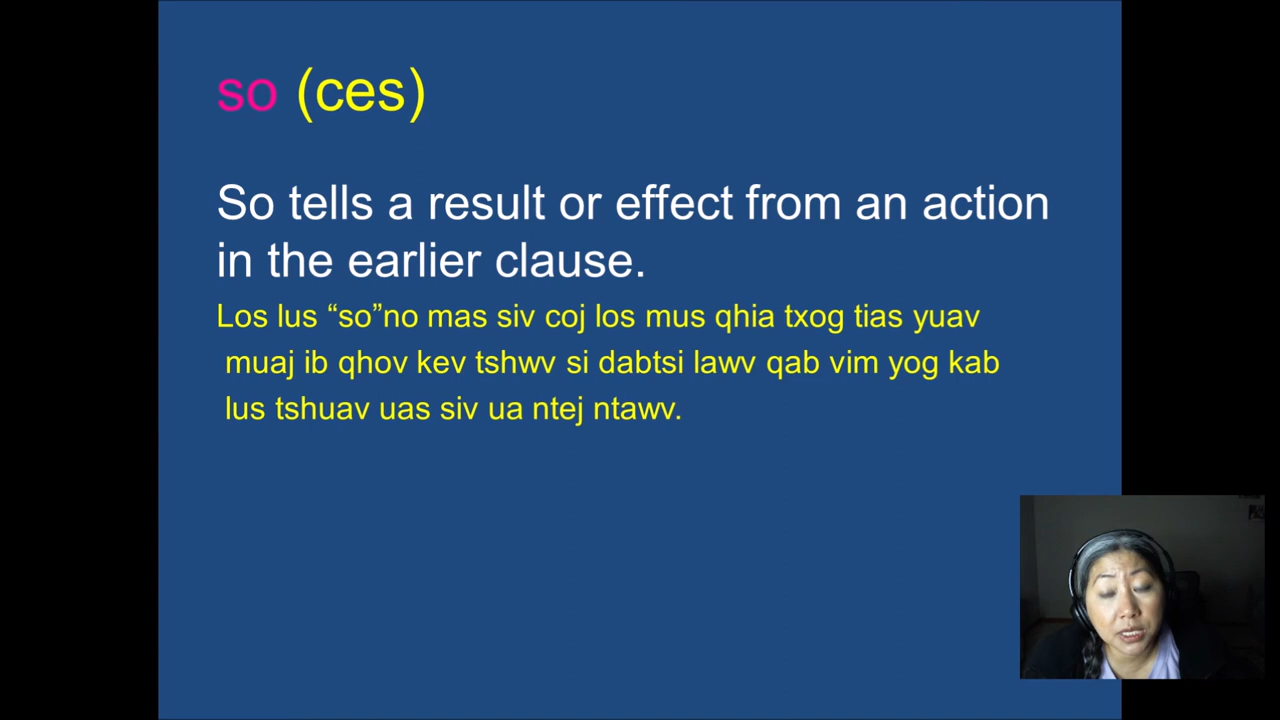 so (ces)
So tells a result or effect from an action
in the earlier clause.
Los lus “so”no mas siv coj los mus qhia txog tias yuav
muaj ib qhov kev tshwv si dabtsi lawv qab vim yog kab
lus tshuav uas siv ua ntej ntawv.